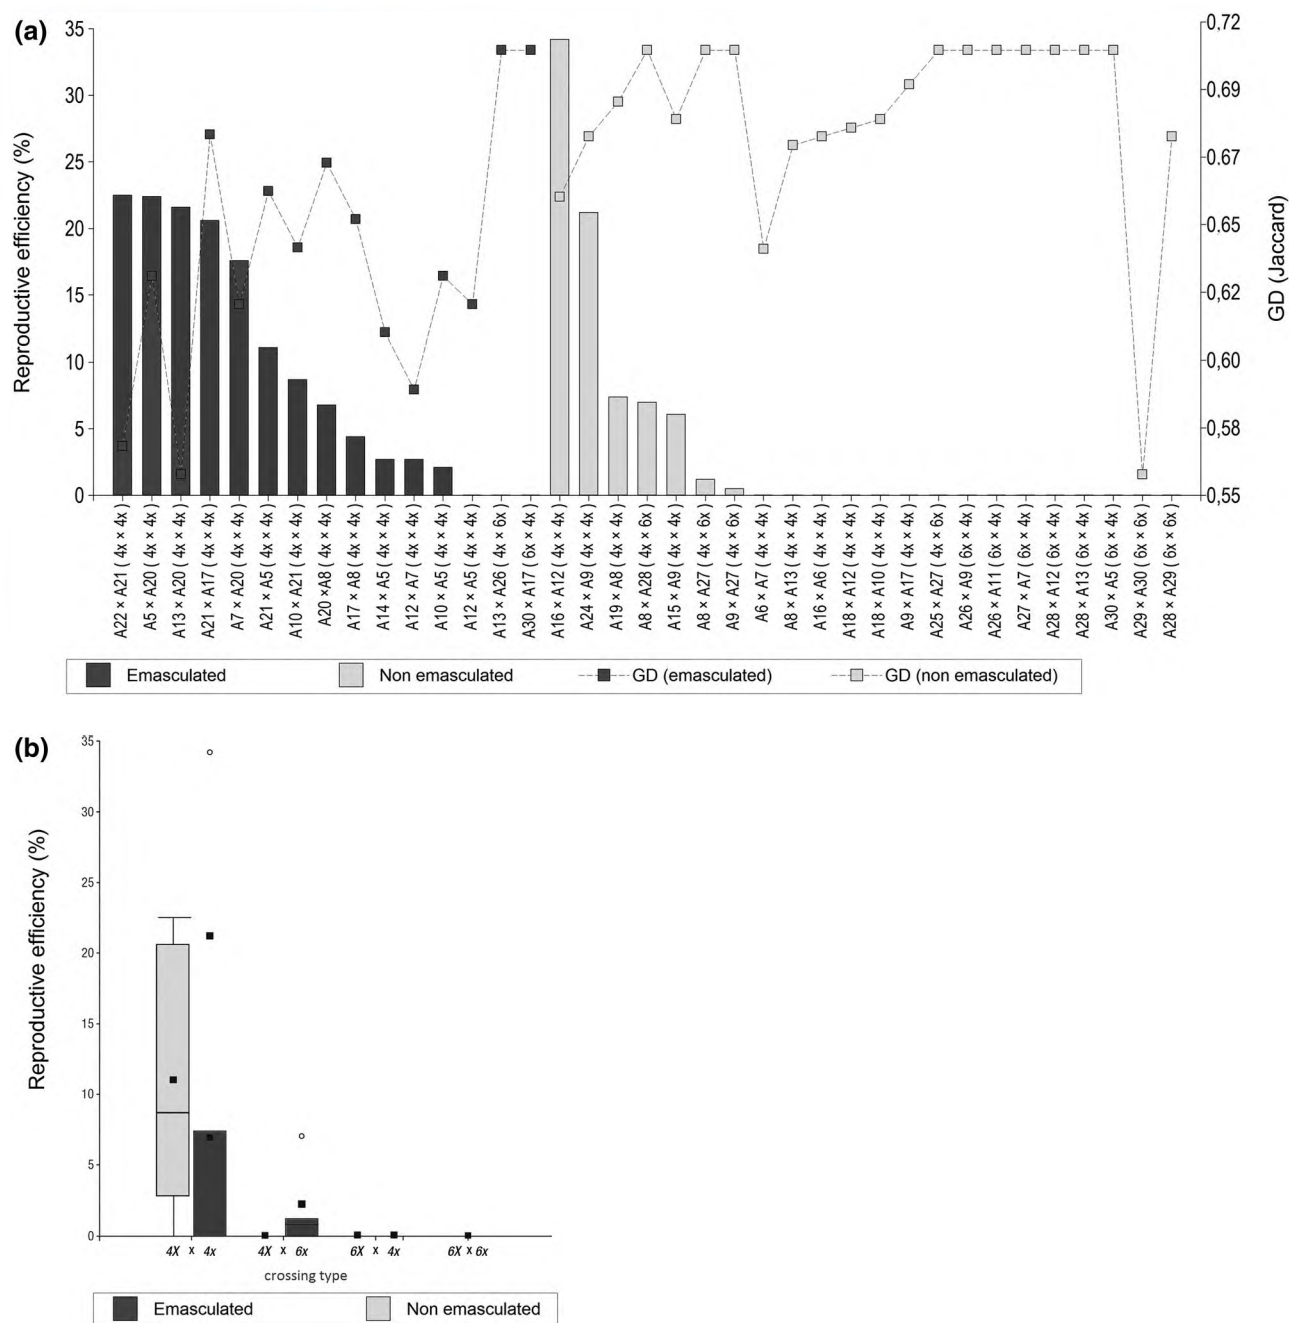 (a)
35
30
25
20
15
10
5
0
Reproductive efficiency (%)
0,72
0,69
0,67
0,65
0,62
0,60
0,58
0,55
GD (Jaccard)
A22 × A21 ( 4x × 4x)
A5 × A20 ( 4x × 4x)
A13 × A20 ( 4x × 4x)
A21 × A17 ( 4x × 4x)
A7 × A20 ( 4x × 4x)
A21 × A5 ( 4x × 4x)
A10 × A21 ( 4x × 4x)
A20 ×A8 ( 4x × 4x)
A17 × A8 ( 4x × 4x)
A14 × A5 ( 4x × 4x)
A12 × A7 ( 4x × 4x)
A10 × A5 ( 4x × 4x)
A12 × A5 ( 4x × 4x)
A13 × A26 ( 4x × 6x)
A30 × A17 ( 6x × 4x)
A16 × A12 ( 4x × 4x)
A24 × A9 ( 4x × 4x)
A19 × A8 ( 4x × 4x)
A8 × A28 ( 4x × 6x)
A15 × A9 ( 4x × 4x)
A8 × A27 ( 4x × 6x)
A9 × A27 ( 4x × 6x)
A6 × A7 ( 4x × 4x)
A8 × A13 ( 4x × 4x)
A16 × A6 ( 4x × 4x)
A18 × A12 ( 4x × 4x)
A18 × A10 ( 4x × 4x)
A9 × A17 ( 4x × 4x)
A25 × A27 ( 4x × 6x)
A26 × A9 ( 6x × 4x)
A26 × A11 ( 6x × 4x)
A27 × A7 ( 6x × 4x)
A28 × A12 ( 6x × 4x)
A28 × A13 ( 6x × 4x)
A30 × A5 ( 6x × 4x)
A29 × A30 ( 6x × 6x)
A28 × A29 ( 6x × 6x)
Emasculated Non emasculated GD (emasculated) GD (non emasculated)
(b)
35
30
25
20
15
10
5
0
Reproductive efficiency (%)
4X x 4x 4X x 6x 6X x 4x 6X x 6x
crossing type
Emasculated Non emasculated